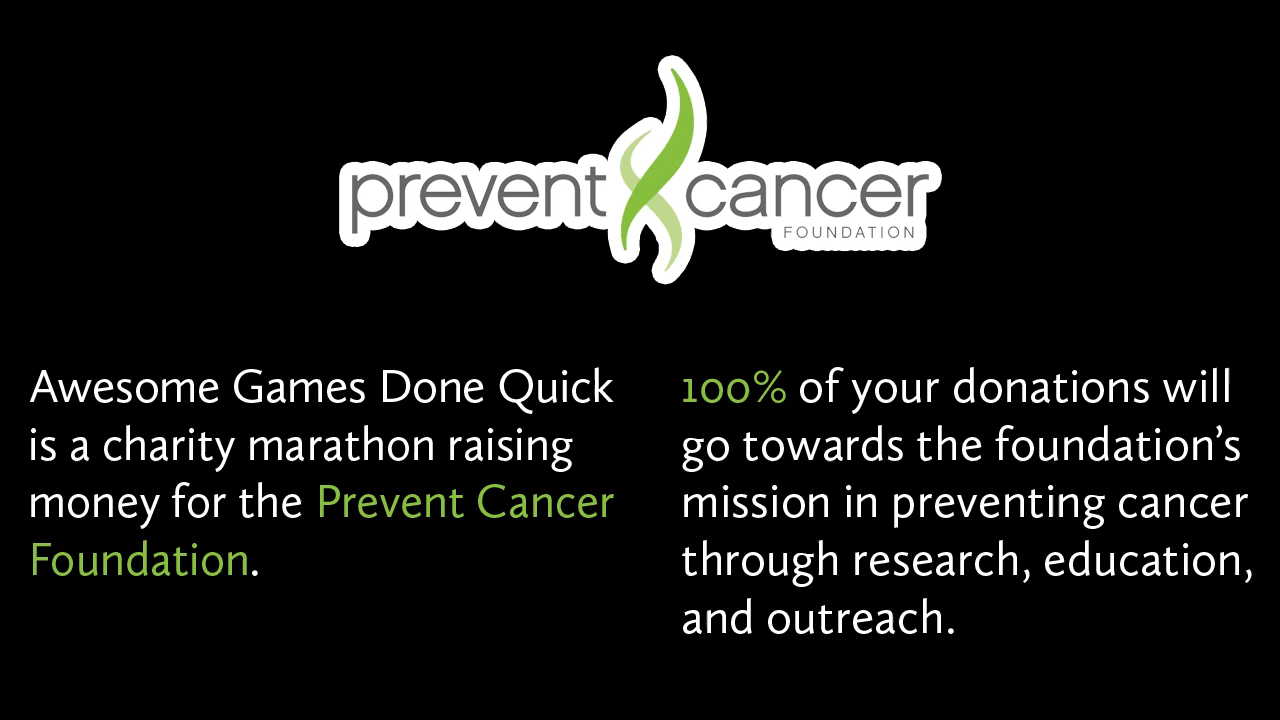 prevent cancer
FOUNDATION
Awesome Games Done Quick
is a charity marathon raising
money for the Prevent Cancer
Foundation.
100% of your donations will
go towards the foundation’s
mission in preventing cancer
through research, education,
and outreach.